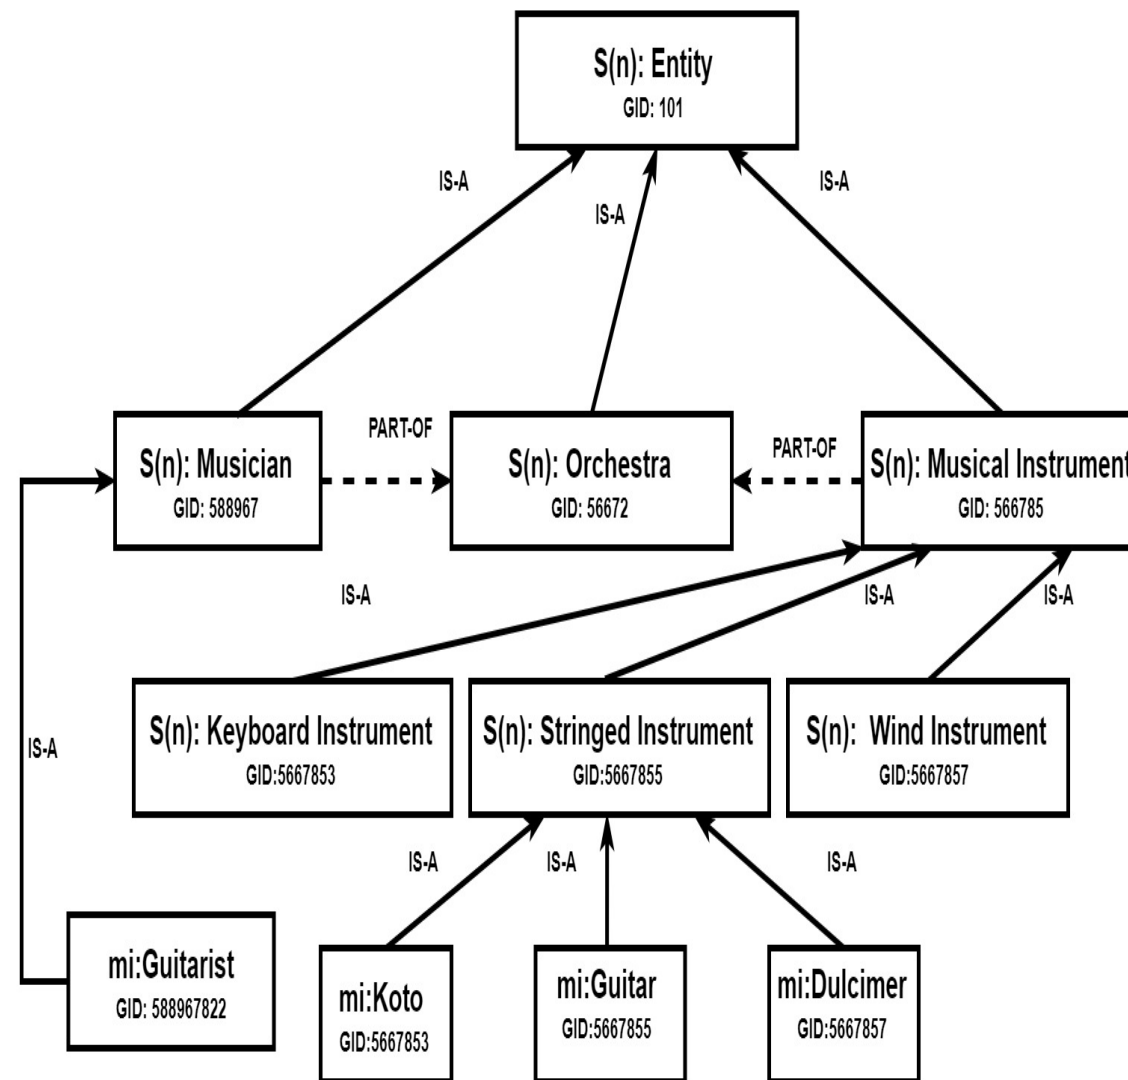 S(n): Entity
GID: 101
IS-A
IS-A
IS-A
S(n): Musician
GID: 588967
PART-OF
S(n): Orchestra
GID: 56672
PART-OF
S(n): Musical Instrument
GID: 566785
IS-A
IS-A
IS-A
S(n): Keyboard Instrument
GID:5667853
S(n): Stringed Instrument
GID:5667855
S(n): Wind Instrument
GID:5667857
IS-A
IS-A
IS-A
IS-A
mi:Guitarist
GID: 588967822
mi:Koto
GID:5667853
mi:Guitar
GID:5667855
mi:Dulcimer
GID:5667857